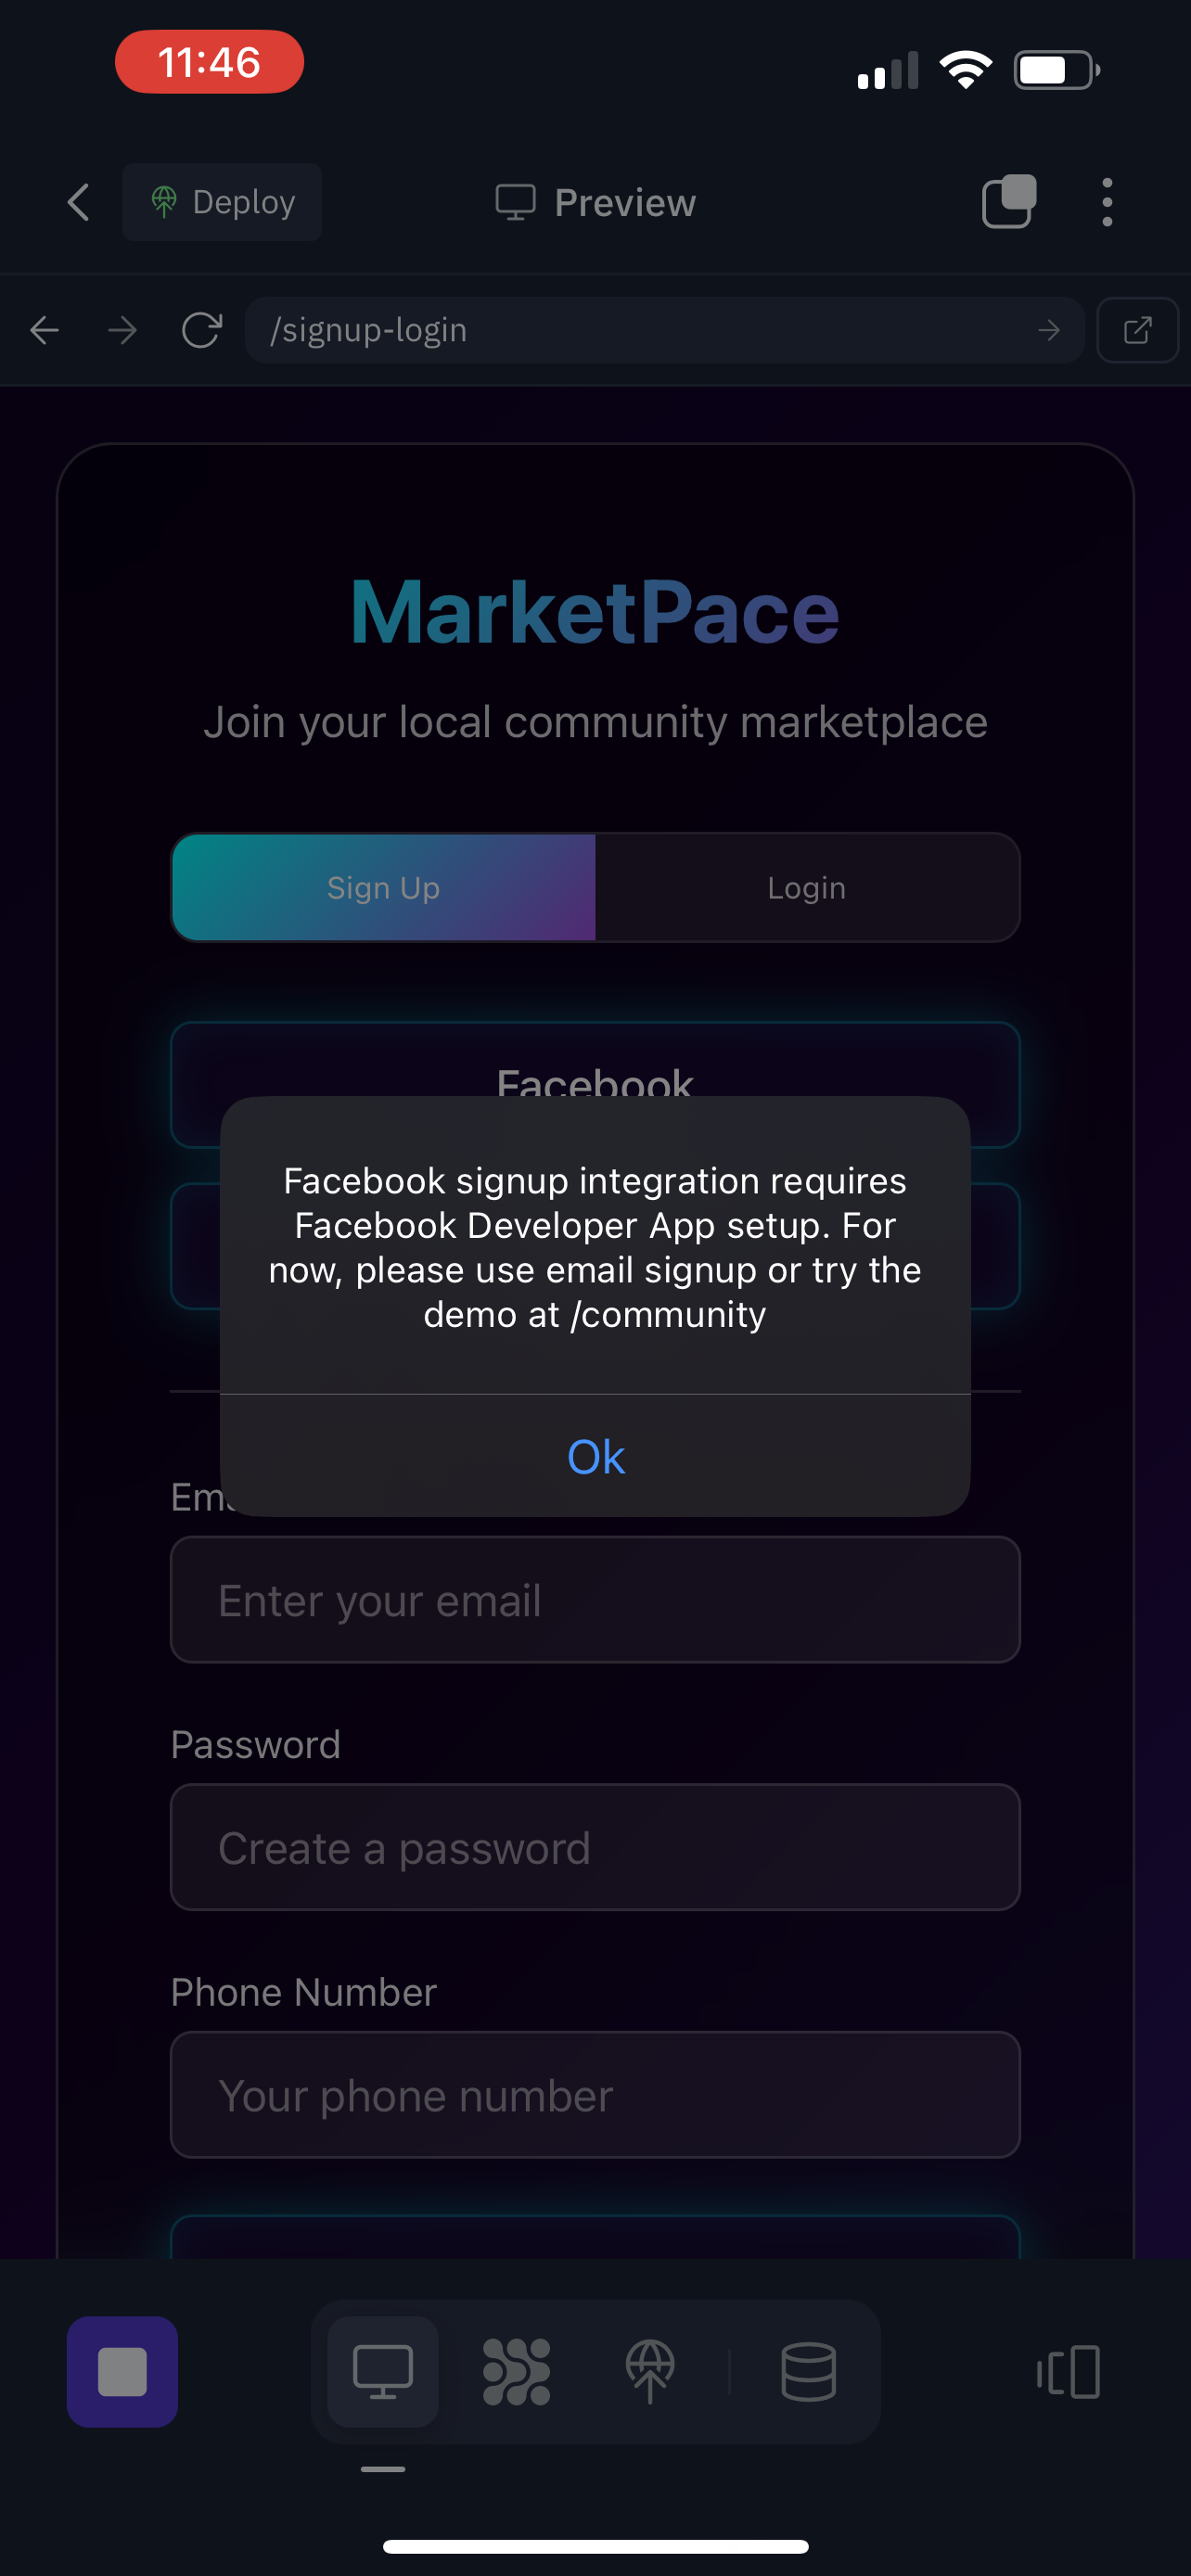 11:46
Deploy
Preview
/signup-login
MarketPace
Join your local community marketplace
Sign Up
Login
Facebook
Facebook signup integration requires
Facebook Developer App setup. For
now, please use email signup or try the
demo at /community
Ok
Enter your email
Password
Create a password
Phone Number
Your phone number